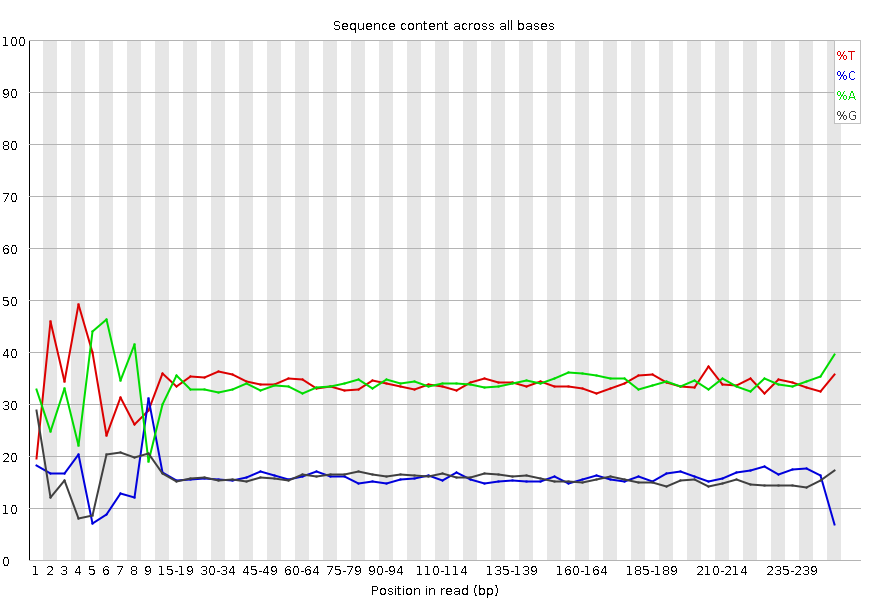 Sequence content across all bases
100
90
80
70
60
50
40
30
20
10
0
%T
%C
%A
%G
1 2 3 4 5 6 7 8 9 15-19 30-34 45-49 60-64 75-79 90-94 110-114 135-139 160-164 185-189 210-214 235-239
Position in read (bp)